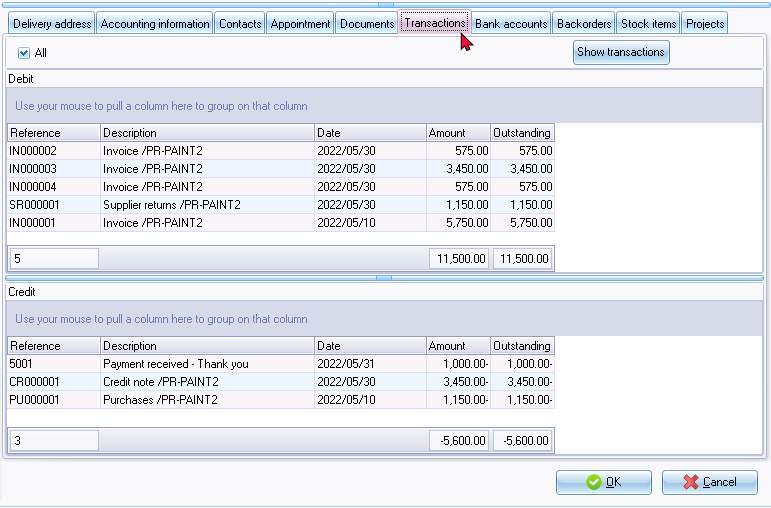 Delivery address Accounting information Contacts Appointment Documents Transactions Bank accounts Backorders Stock items Projects
All Show transactions
Debit
Use your mouse to pull a column here to group on that column
Reference Description Date Amount Outstanding
IN000002 Invoice /PR-PAINT2 2022/05/30 575.00 575.00
IN000003 Invoice /PR-PAINT2 2022/05/30 3,450.00 3,450.00
IN000004 Invoice /PR-PAINT2 2022/05/30 575.00 575.00
SR000001 Supplier returns /PR-PAINT2 2022/05/30 1,150.00 1,150.00
IN000001 Invoice /PR-PAINT2 2022/05/10 5,750.00 5,750.00
5 11,500.00 11,500.00
Credit
Use your mouse to pull a column here to group on that column
Reference Description Date Amount Outstanding
5001 Payment received - Thank you 2022/05/31 1,000.00- 1,000.00-
CR000001 Credit note /PR-PAINT2 2022/05/30 3,450.00- 3,450.00-
PU000001 Purchases /PR-PAINT2 2022/05/10 1,150.00- 1,150.00-
3 -5,600.00 -5,600.00
OK Cancel